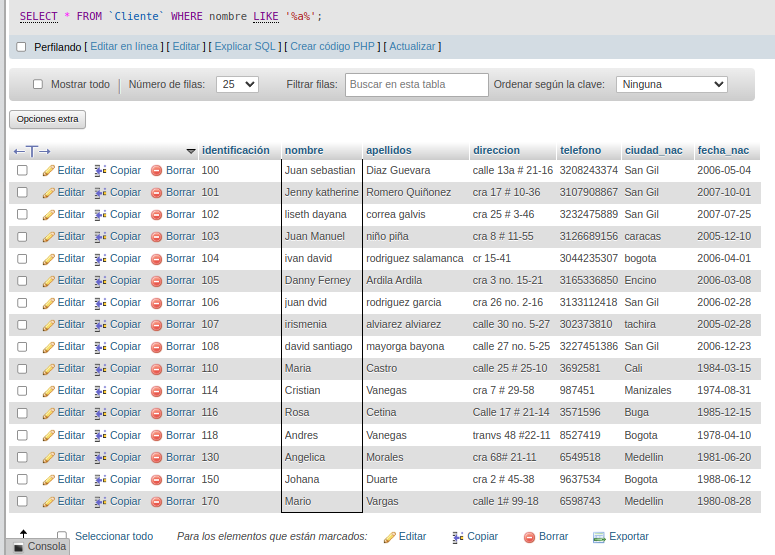 SELECT * FROM `Cliente` WHERE nombre LIKE '%a%';
Perfilando [ Editar en línea ] [ Editar ] [ Explicar SQL ] [ Crear código PHP ] [ Actualizar ]
Mostrar todo Número de filas: 25 Filtrar filas: Buscar en esta tabla Ordenar según la clave: Ninguna
Opciones extra
←T→ identificación nombre apellidos direccion telefono ciudad_nac fecha_nac
Editar Copiar Borrar 100 Juan sebastian Diaz Guevara calle 13a # 21-16 3208243374 San Gil 2006-05-04
Editar Copiar Borrar 101 Jenny katherine Romero Quiñonez cra 17 # 10-36 3107908867 San Gil 2007-10-01
Editar Copiar Borrar 102 liseth dayana correa galvis cra 25 # 3-46 3232475889 San Gil 2007-07-25
Editar Copiar Borrar 103 Juan Manuel niño piña cra 8 # 11-55 3126689156 caracas 2005-12-10
Editar Copiar Borrar 104 ivan david rodriguez salamanca cr 15-41 3044235307 bogota 2006-04-01
Editar Copiar Borrar 105 Danny Ferney Ardila Ardila cra 3 no. 15-21 3165336850 Encino 2006-03-08
Editar Copiar Borrar 106 juan dvid rodriguez garcia cra 26 no. 2-16 3133112418 San Gil 2006-02-28
Editar Copiar Borrar 107 irismenia alviarez alviarez calle 30 no. 5-27 302373810 tachira 2005-02-28
Editar Copiar Borrar 108 david santiago mayorga bayona calle 27 no. 5-25 3227451386 San Gil 2006-12-23
Editar Copiar Borrar 110 Maria Castro calle 25 # 25-10 3692581 Cali 1984-03-15
Editar Copiar Borrar 114 Cristian Vanegas cra 7 # 29-58 987451 Manizales 1974-08-31
Editar Copiar Borrar 116 Rosa Cetina Calle 17 # 21-14 3571596 Buga 1985-12-15
Editar Copiar Borrar 118 Andres Vanegas tranvs 48 #22-11 8527419 Bogota 1978-04-10
Editar Copiar Borrar 130 Angelica Morales cra 68# 21-11 6549518 Medellin 1981-06-20
Editar Copiar Borrar 150 Johana Duarte cra 2 # 45-38 9637534 Bogota 1988-06-12
Editar Copiar Borrar 170 Mario Vargas calle 1# 99-18 6598743 Medellin 1980-08-28
Seleccionar todo Para los elementos que están marcados: Editar Copiar Borrar Exportar
Consola